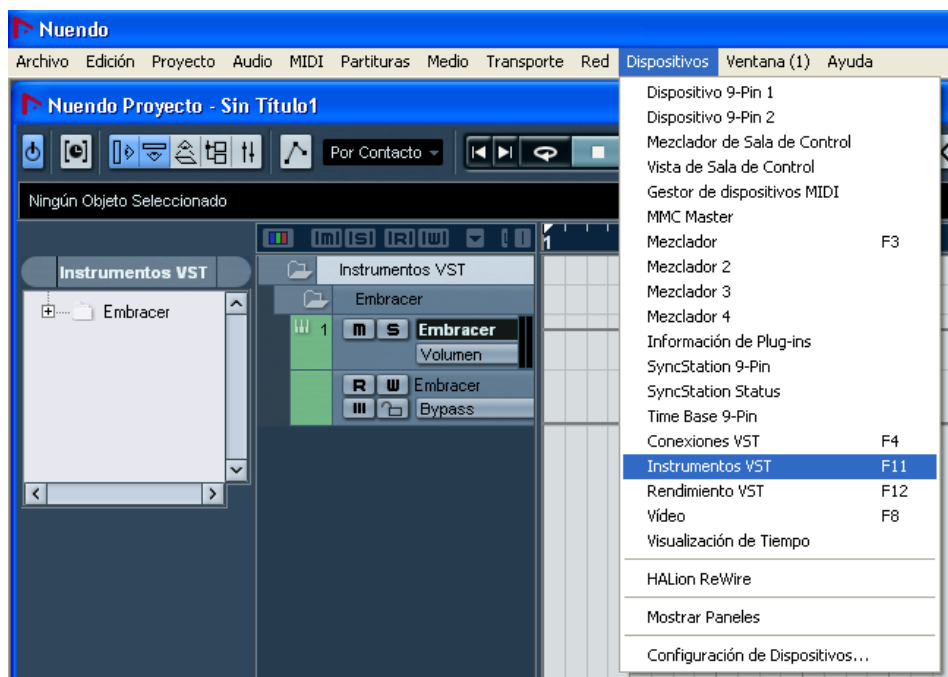 Nuendo
Archivo Edición Proyecto Audio MIDI Partituras Medio Transporte Red Dispositivos Ventana (1) Ayuda
Nuendo Proyecto - Sin Título1
Por Contacto
Ningún Objeto Seleccionado
m S R W
1
Instrumentos VST
Embracer
Instrumentos VST
Embracer
1 m S Embracer
Volumen
R W Embracer
Bypass
Dispositivo 9-Pin 1
Dispositivo 9-Pin 2
Mezclador de Sala de Control
Vista de Sala de Control
Gestor de dispositivos MIDI
MMC Master
Mezclador F3
Mezclador 2
Mezclador 3
Mezclador 4
Información de Plug-ins
SyncStation 9-Pin
SyncStation Status
Time Base 9-Pin
Conexiones VST F4
Instrumentos VST F11
Rendimiento VST F12
Vídeo F8
Visualización de Tiempo
HALion ReWire
Mostrar Paneles
Configuración de Dispositivos...